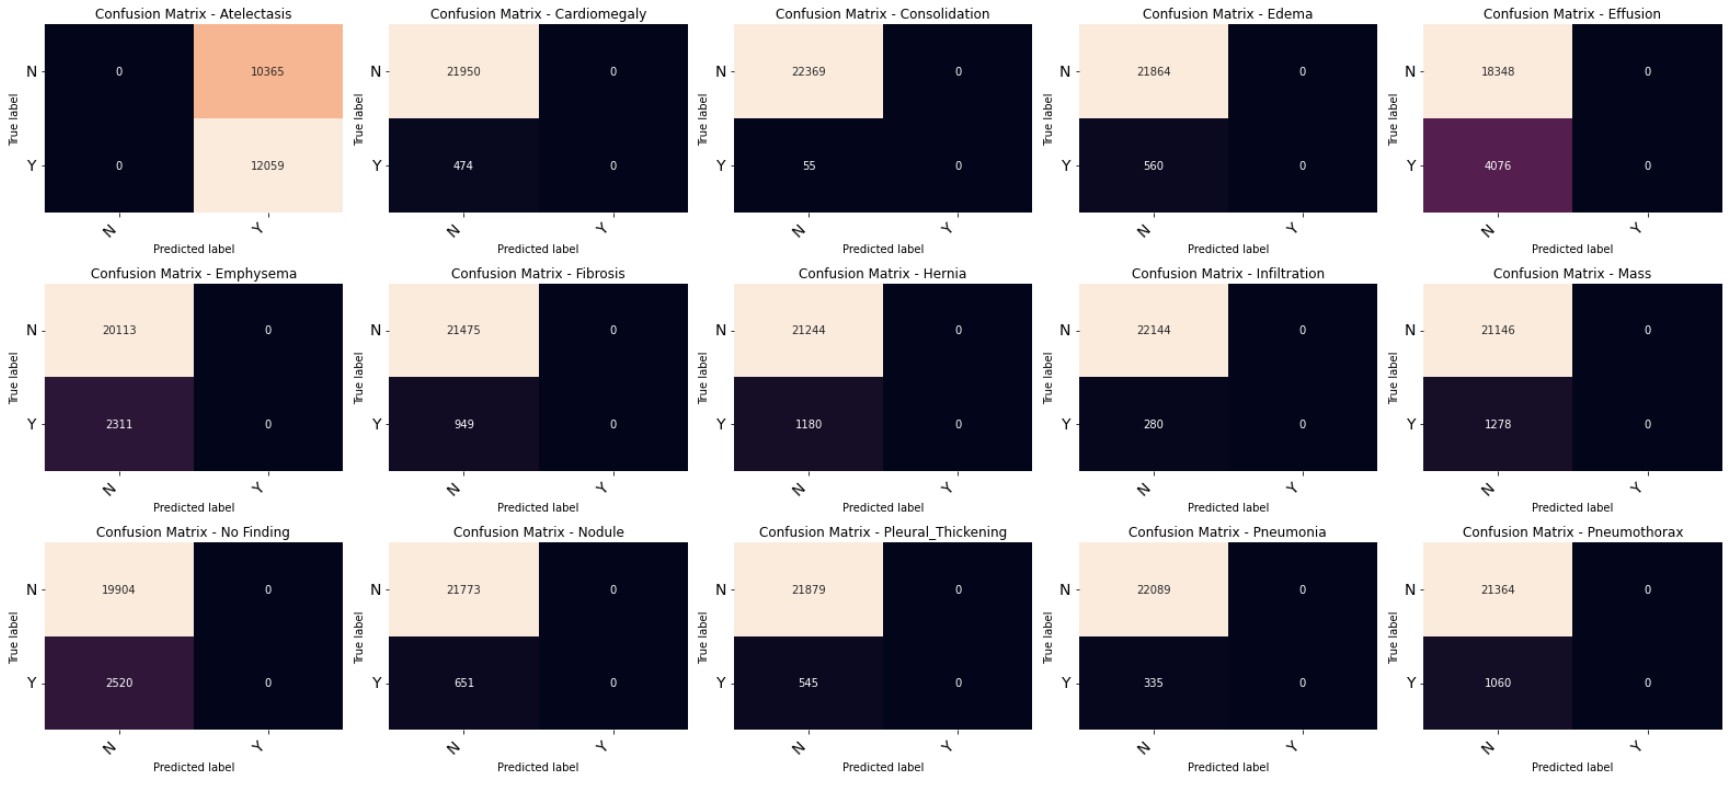 Confusion Matrix - Atelectasis
N 0 10365
True label
Y 0 12059
N Y
Predicted label
Confusion Matrix - Cardiomegaly
N 21950 0
True label
Y 474 0
N Y
Predicted label
Confusion Matrix - Consolidation
22369 0
True label
55 0
N Y
Predicted label
Confusion Matrix - Edema
N 21864 0
True label
Y 560 0
N Y
Predicted label
Confusion Matrix - Effusion
N 18348 0
True label
Y 4076 0
N Y
Predicted label
Confusion Matrix - Emphysema
N 20113 0
True label
Y 2311 0
N Y
Predicted label
Confusion Matrix - Fibrosis
N 21475 0
True label
Y 949 0
N Y
Predicted label
Confusion Matrix - Hernia
N 21244 0
True label
Y 1180 0
N Y
Predicted label
Confusion Matrix - Infiltration
N 22144 0
True label
Y 280 0
N Y
Predicted label
Confusion Matrix - Mass
N 21146 0
True label
Y 1278 0
N Y
Predicted label
Confusion Matrix - No Finding
N 19904 0
True label
Y 2520 0
N Y
Predicted label
Confusion Matrix - Nodule
N 21773 0
True label
Y 651 0
N Y
Predicted label
Confusion Matrix - Pleural_Thickening
N 21879 0
True label
Y 545 0
N Y
Predicted label
Confusion Matrix - Pneumonia
N 22089 0
True label
Y 335 0
N Y
Predicted label
Confusion Matrix - Pneumothorax
N 21364 0
True label
Y 1060 0
N Y
Predicted label